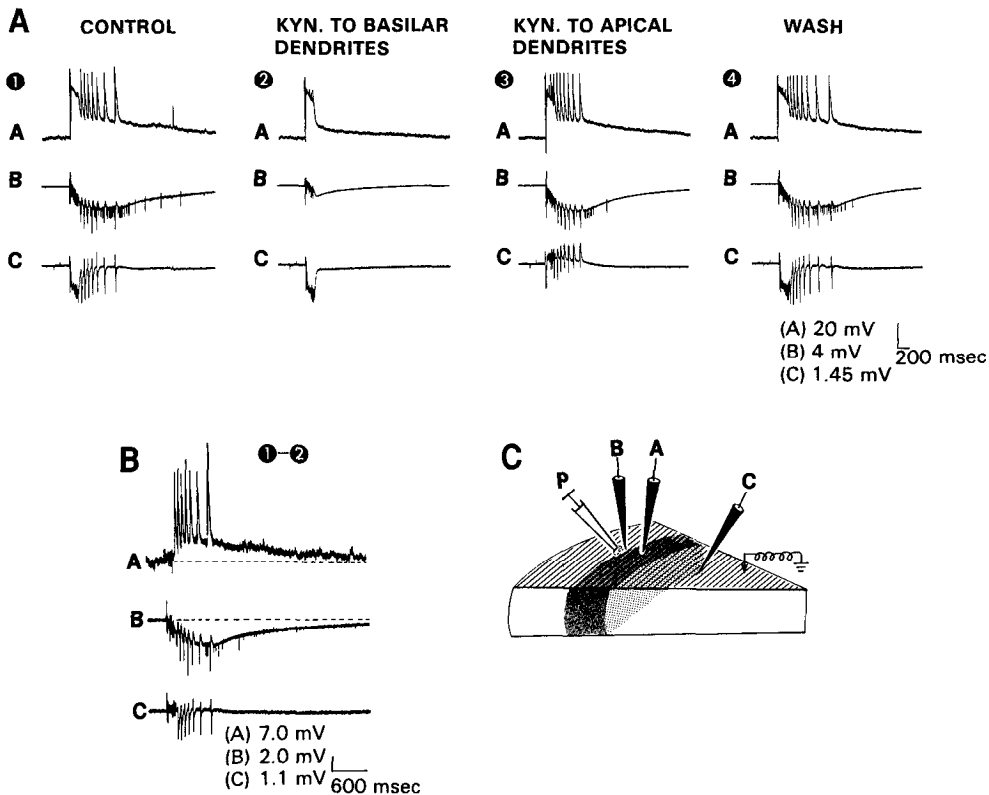 A
CONTROL
KYN. TO BASILAR
DENDRITES
KYN. TO APICAL
DENDRITES
WASH
1
2
3
4
A
A
A
A
B
B
B
B
C
C
C
C
(A) 20 mV
(B) 4 mV
(C) 1.45 mV
200 msec
B
1-2
A
B
C
(A) 7.0 mV
(B) 2.0 mV
(C) 1.1 mV
600 msec
C
P
B
A
C